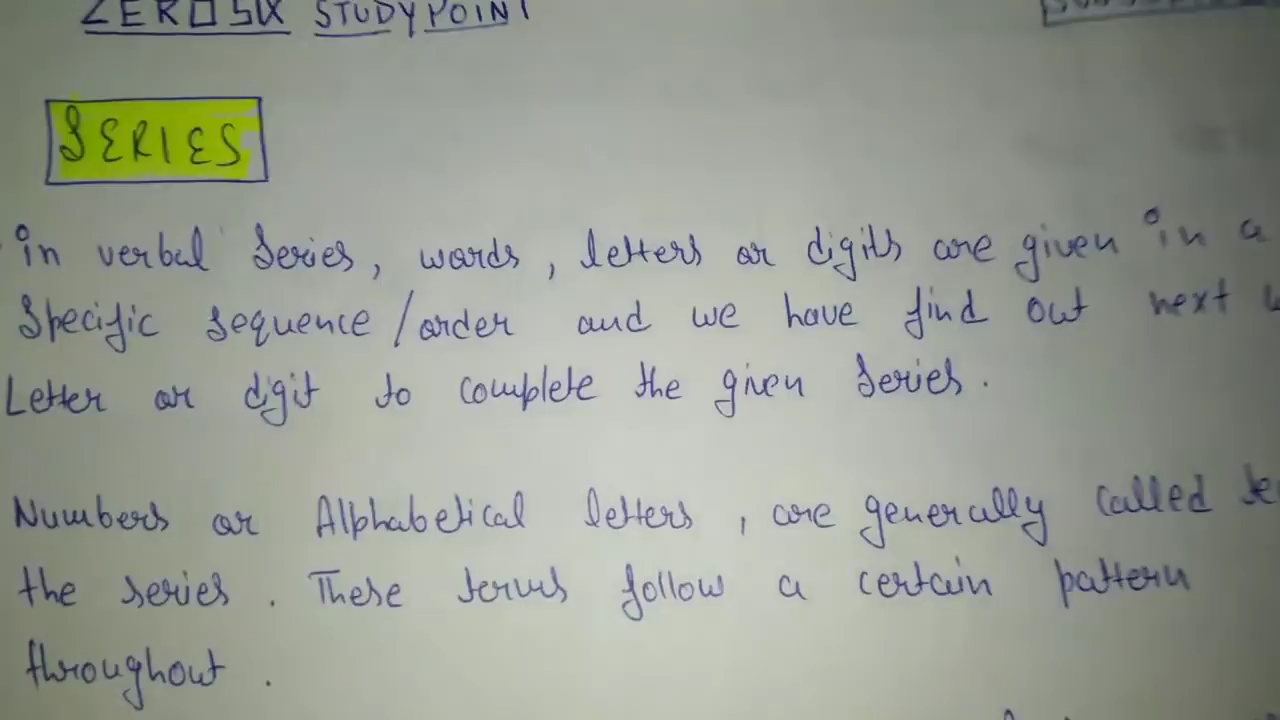 ZEROSIX STUDYPOINT
SERIES
in verbal series, words, letters or digits are given in a
specific sequence/order and we have find out next
Letter or digit to complete the given series.
Numbers or Alphabetical letters, are generally called
the series. These terms follow a certain pattern
throughout.